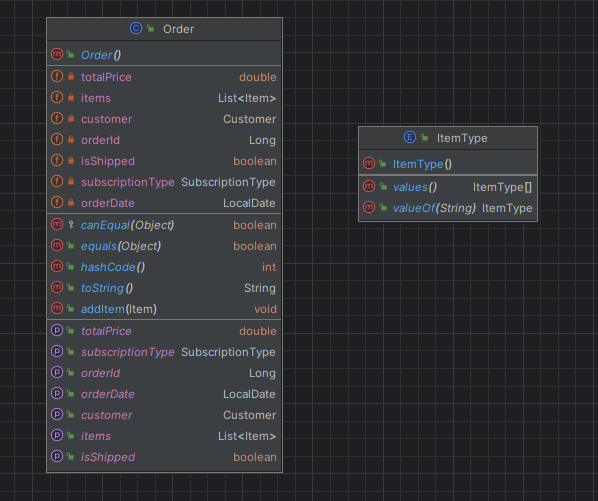 Order
Order()
totalPrice double
items List<Item>
customer Customer
orderId Long
isShipped boolean
subscriptionType SubscriptionType
orderDate LocalDate
canEqual(Object) boolean
equals(Object) boolean
hashCode() int
toString() String
addItem(Item) void
totalPrice double
subscriptionType SubscriptionType
orderId Long
orderDate LocalDate
customer Customer
items List<Item>
isShipped boolean
ItemType
ItemType()
values() ItemType[]
valueOf(String) ItemType